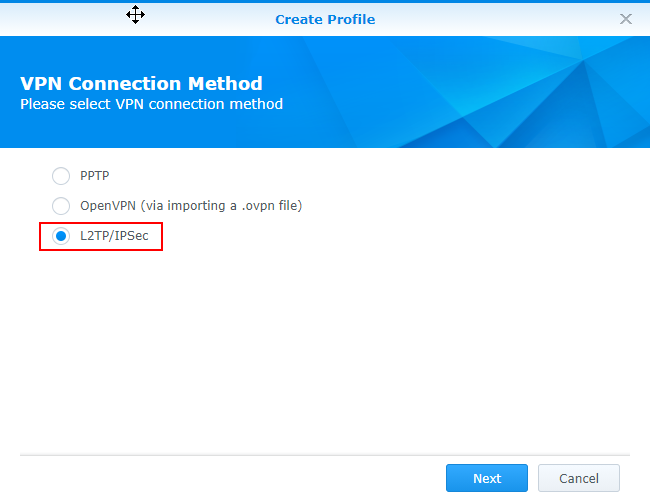 Create Profile
VPN Connection Method
Please select VPN connection method
PPTP
OpenVPN (via importing a .ovpn file)
L2TP/IPSec
Next
Cancel